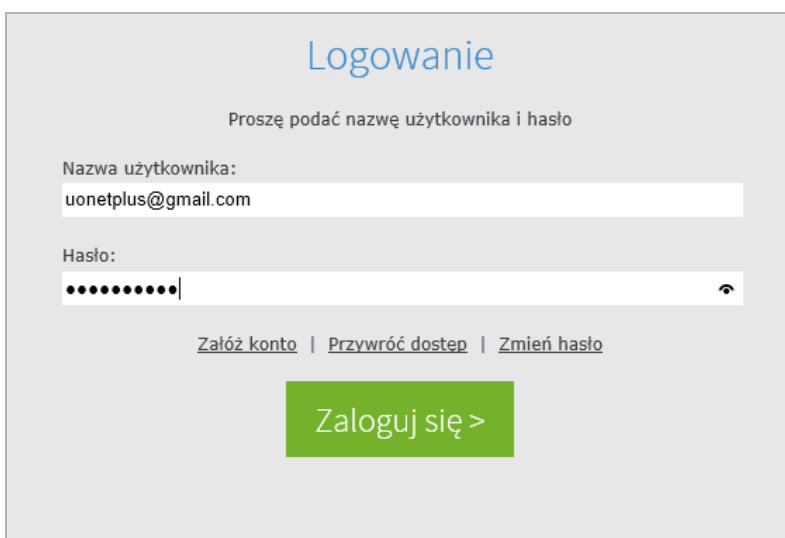 Logowanie
Proszę podać nazwę użytkownika i hasło
Nazwa użytkownika:
uonetplus@gmail.com
Hasło:
••••••••••
Załóż konto | Przywróć dostęp | Zmień hasło
Zaloguj się >